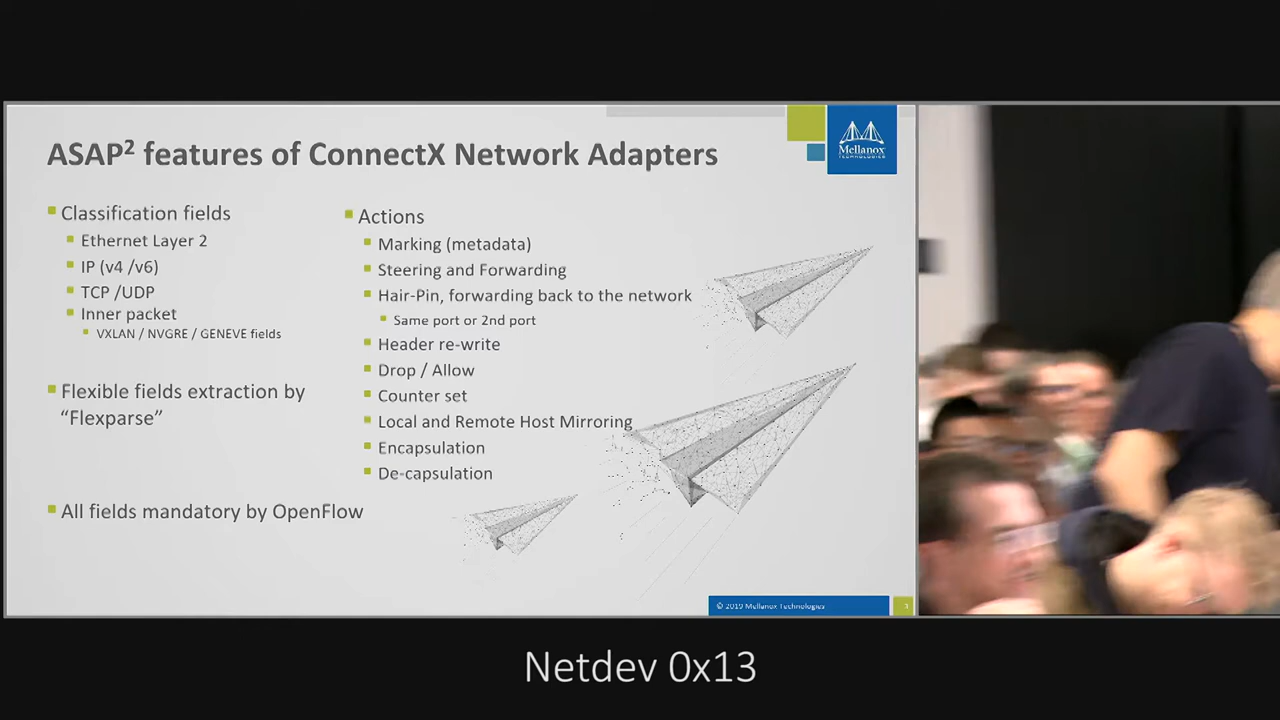 ASAP² features of ConnectX Network Adapters
Mellanox
TECHNOLOGIES
Classification fields
Ethernet Layer 2
IP (v4 /v6)
TCP /UDP
Inner packet
VXLAN / NVGRE / GENEVE fields
Flexible fields extraction by
“Flexparse”
All fields mandatory by OpenFlow
Actions
Marking (metadata)
Steering and Forwarding
Hair-Pin, forwarding back to the network
Same port or 2nd port
Header re-write
Drop / Allow
Counter set
Local and Remote Host Mirroring
Encapsulation
De-capsulation
© 2019 Mellanox Technologies
3
Netdev 0x13